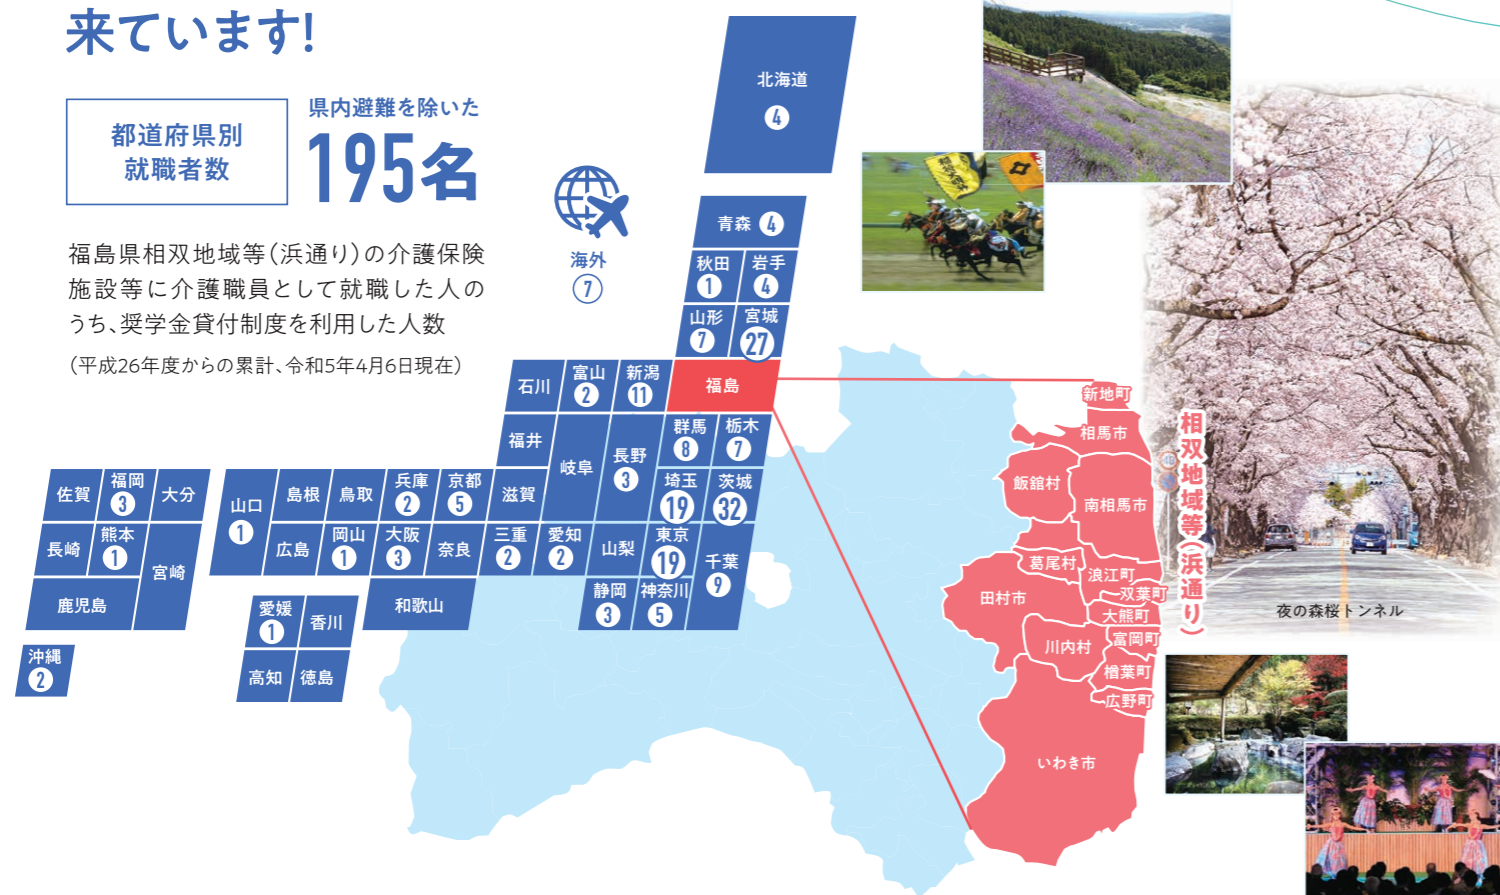 来ています!
都道府県別
就職者数
県内避難を除いた
195名
福島県相双地域等(浜通り)の介護保険
施設等に介護職員として就職した人の
うち、奨学金貸付制度を利用した人数
(平成26年度からの累計、令和5年4月6日現在)
海外
7
北海道
4
青森 4
秋田
1
岩手
4
山形
7
宮城
27
石川
富山
2
新潟
11
福島
福井
岐阜
長野
3
群馬
8
栃木
7
佐賀
福岡
3
大分
山口
1
島根
鳥取
兵庫
2
京都
5
滋賀
埼玉
19
茨城
32
長崎
熊本
1
宮崎
広島
岡山
1
大阪
3
奈良
三重
2
愛知
2
山梨
東京
19
千葉
9
鹿児島
愛媛
1
香川
和歌山
静岡
3
神奈川
5
沖縄
2
高知
徳島
新地町
相馬市
飯舘村
南相馬市
葛尾村
浪江町
双葉町
田村市
大熊町
富岡町
川内村
楢葉町
広野町
いわき市
相双地域等(浜通り)
夜の森桜トンネル